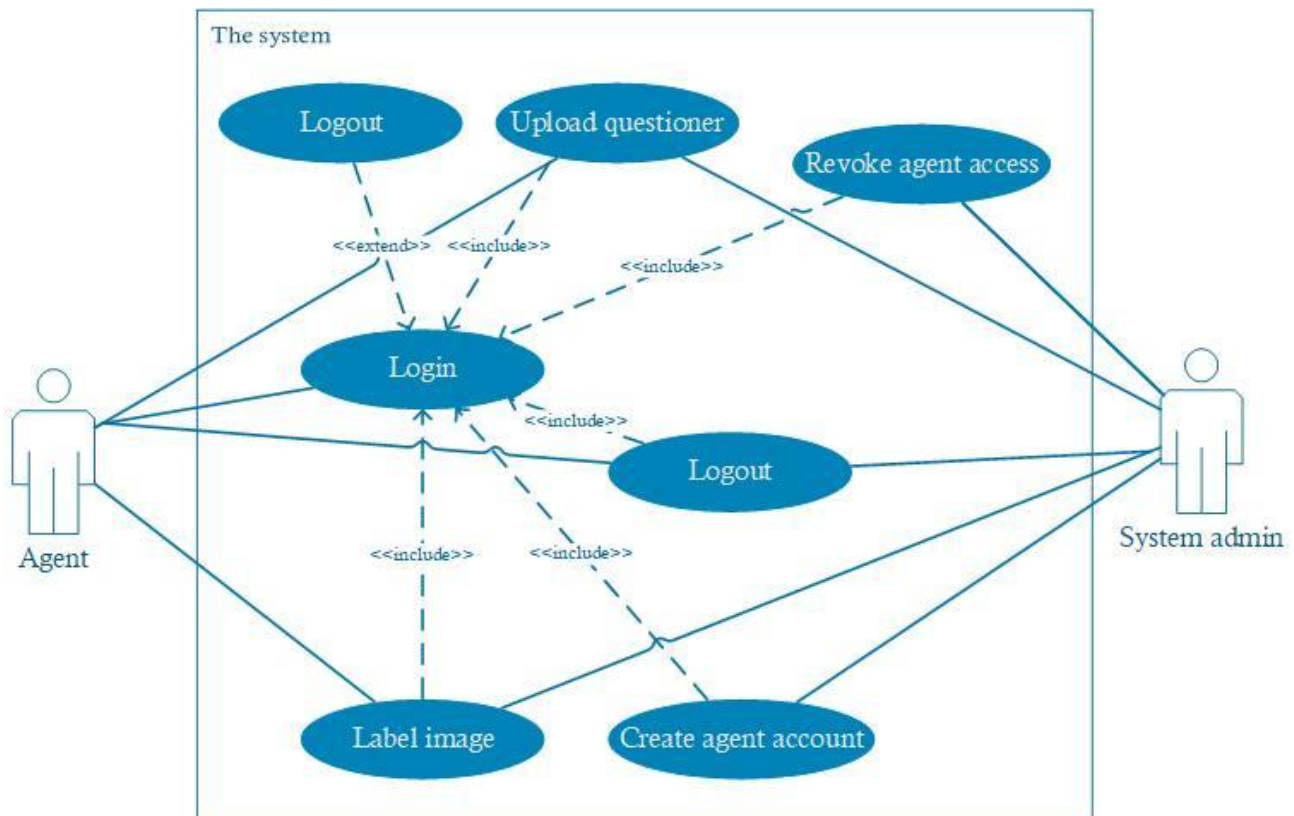 The system
Logout
Upload questioner
Revoke agent access
<<extend>>
<<include>>
<<include>>
Login
<<include>>
Logout
Agent
System admin
<<include>>
<<include>>
Label image
Create agent account